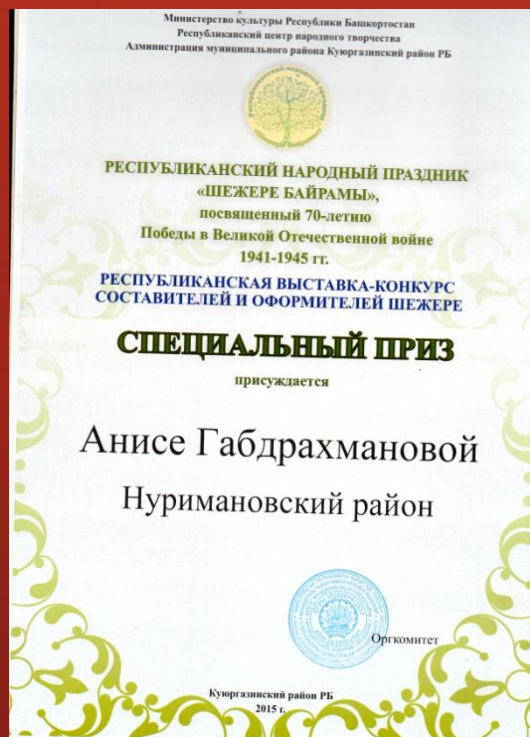 Министерство культуры Республики Башкортостан
Республиканский центр народного творчества
Администрация муниципального района Куюргазинский район РБ
РЕСПУБЛИКАНСКИЙ НАРОДНЫЙ ПРАЗДНИК
«ШЕЖЕРЕ БАЙРАМЫ»,
посвященный 70-летию
Победы в Великой Отечественной войне
1941-1945 гг.
РЕСПУБЛИКАНСКАЯ ВЫСТАВКА-КОНКУРС
СОСТАВИТЕЛЕЙ И ОФОРМИТЕЛЕЙ ШЕЖЕРЕ
СПЕЦИАЛЬНЫЙ ПРИЗ
присуждается
Анисе Габдрахмановой
Нуримановский район
Оргкомитет
Куюргазинский район РБ
2015 г.